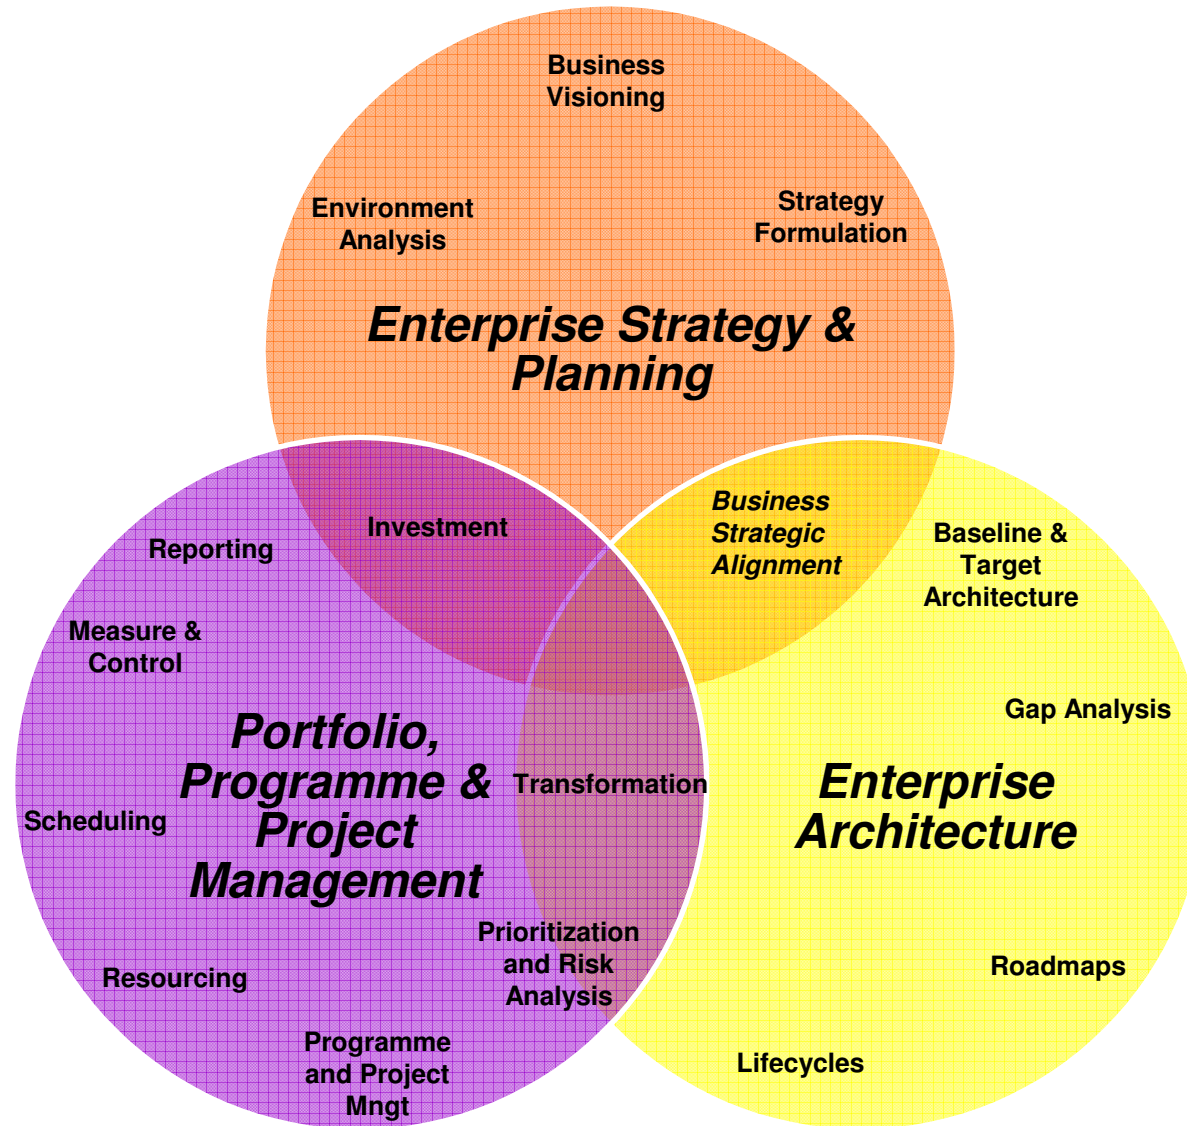 Business
Visioning
Environment
Analysis
Strategy
Formulation
Enterprise Strategy &
Planning
Investment
Business
Strategic
Alignment
Reporting
Baseline &
Target
Architecture
Measure &
Control
Gap Analysis
Portfolio,
Programme &
Project
Management
Transformation
Enterprise
Architecture
Scheduling
Prioritization
and Risk
Analysis
Resourcing
Roadmaps
Programme
and Project
Mngt
Lifecycles